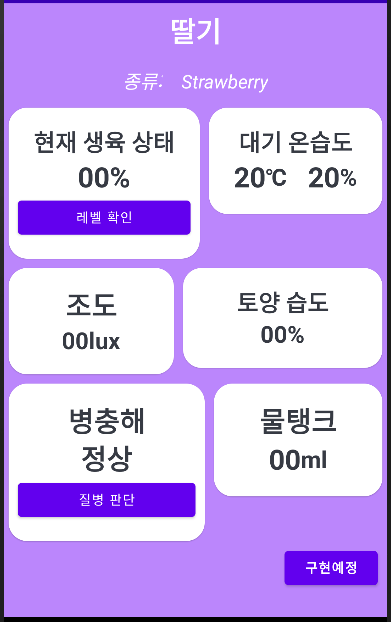 딸기
종류: Strawberry
현재 생육 상태
00%
레벨 확인
대기 온습도
20℃ 20%
조도
00lux
토양 습도
00%
병충해
정상
질병 판단
물탱크
00ml
구현예정